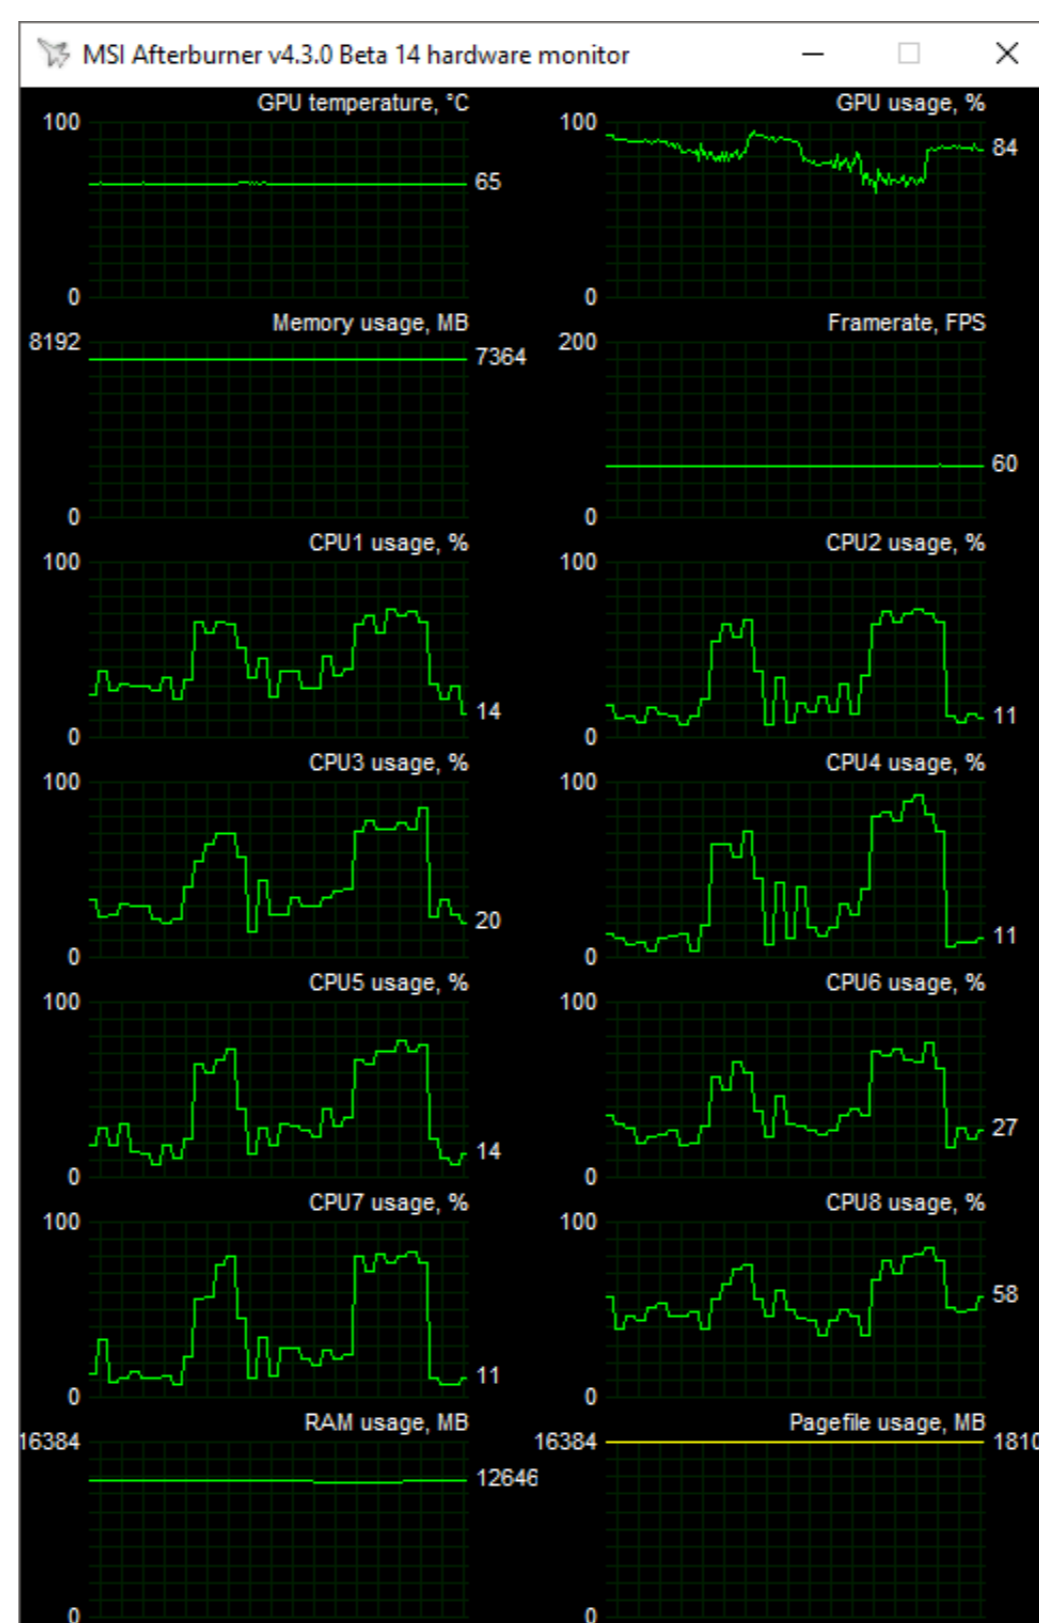 MSI Afterburner v4.3.0 Beta 14 hardware monitor
GPU temperature, °C
100
65
0
GPU usage, %
100
84
0
Memory usage, MB
8192
7364
0
Framerate, FPS
200
60
0
CPU1 usage, %
100
14
0
CPU2 usage, %
100
11
0
CPU3 usage, %
100
20
0
CPU4 usage, %
100
11
0
CPU5 usage, %
100
14
0
CPU6 usage, %
100
27
0
CPU7 usage, %
100
11
0
CPU8 usage, %
100
58
0
RAM usage, MB
16384
12646
0
Pagefile usage, MB
16384
1810
0